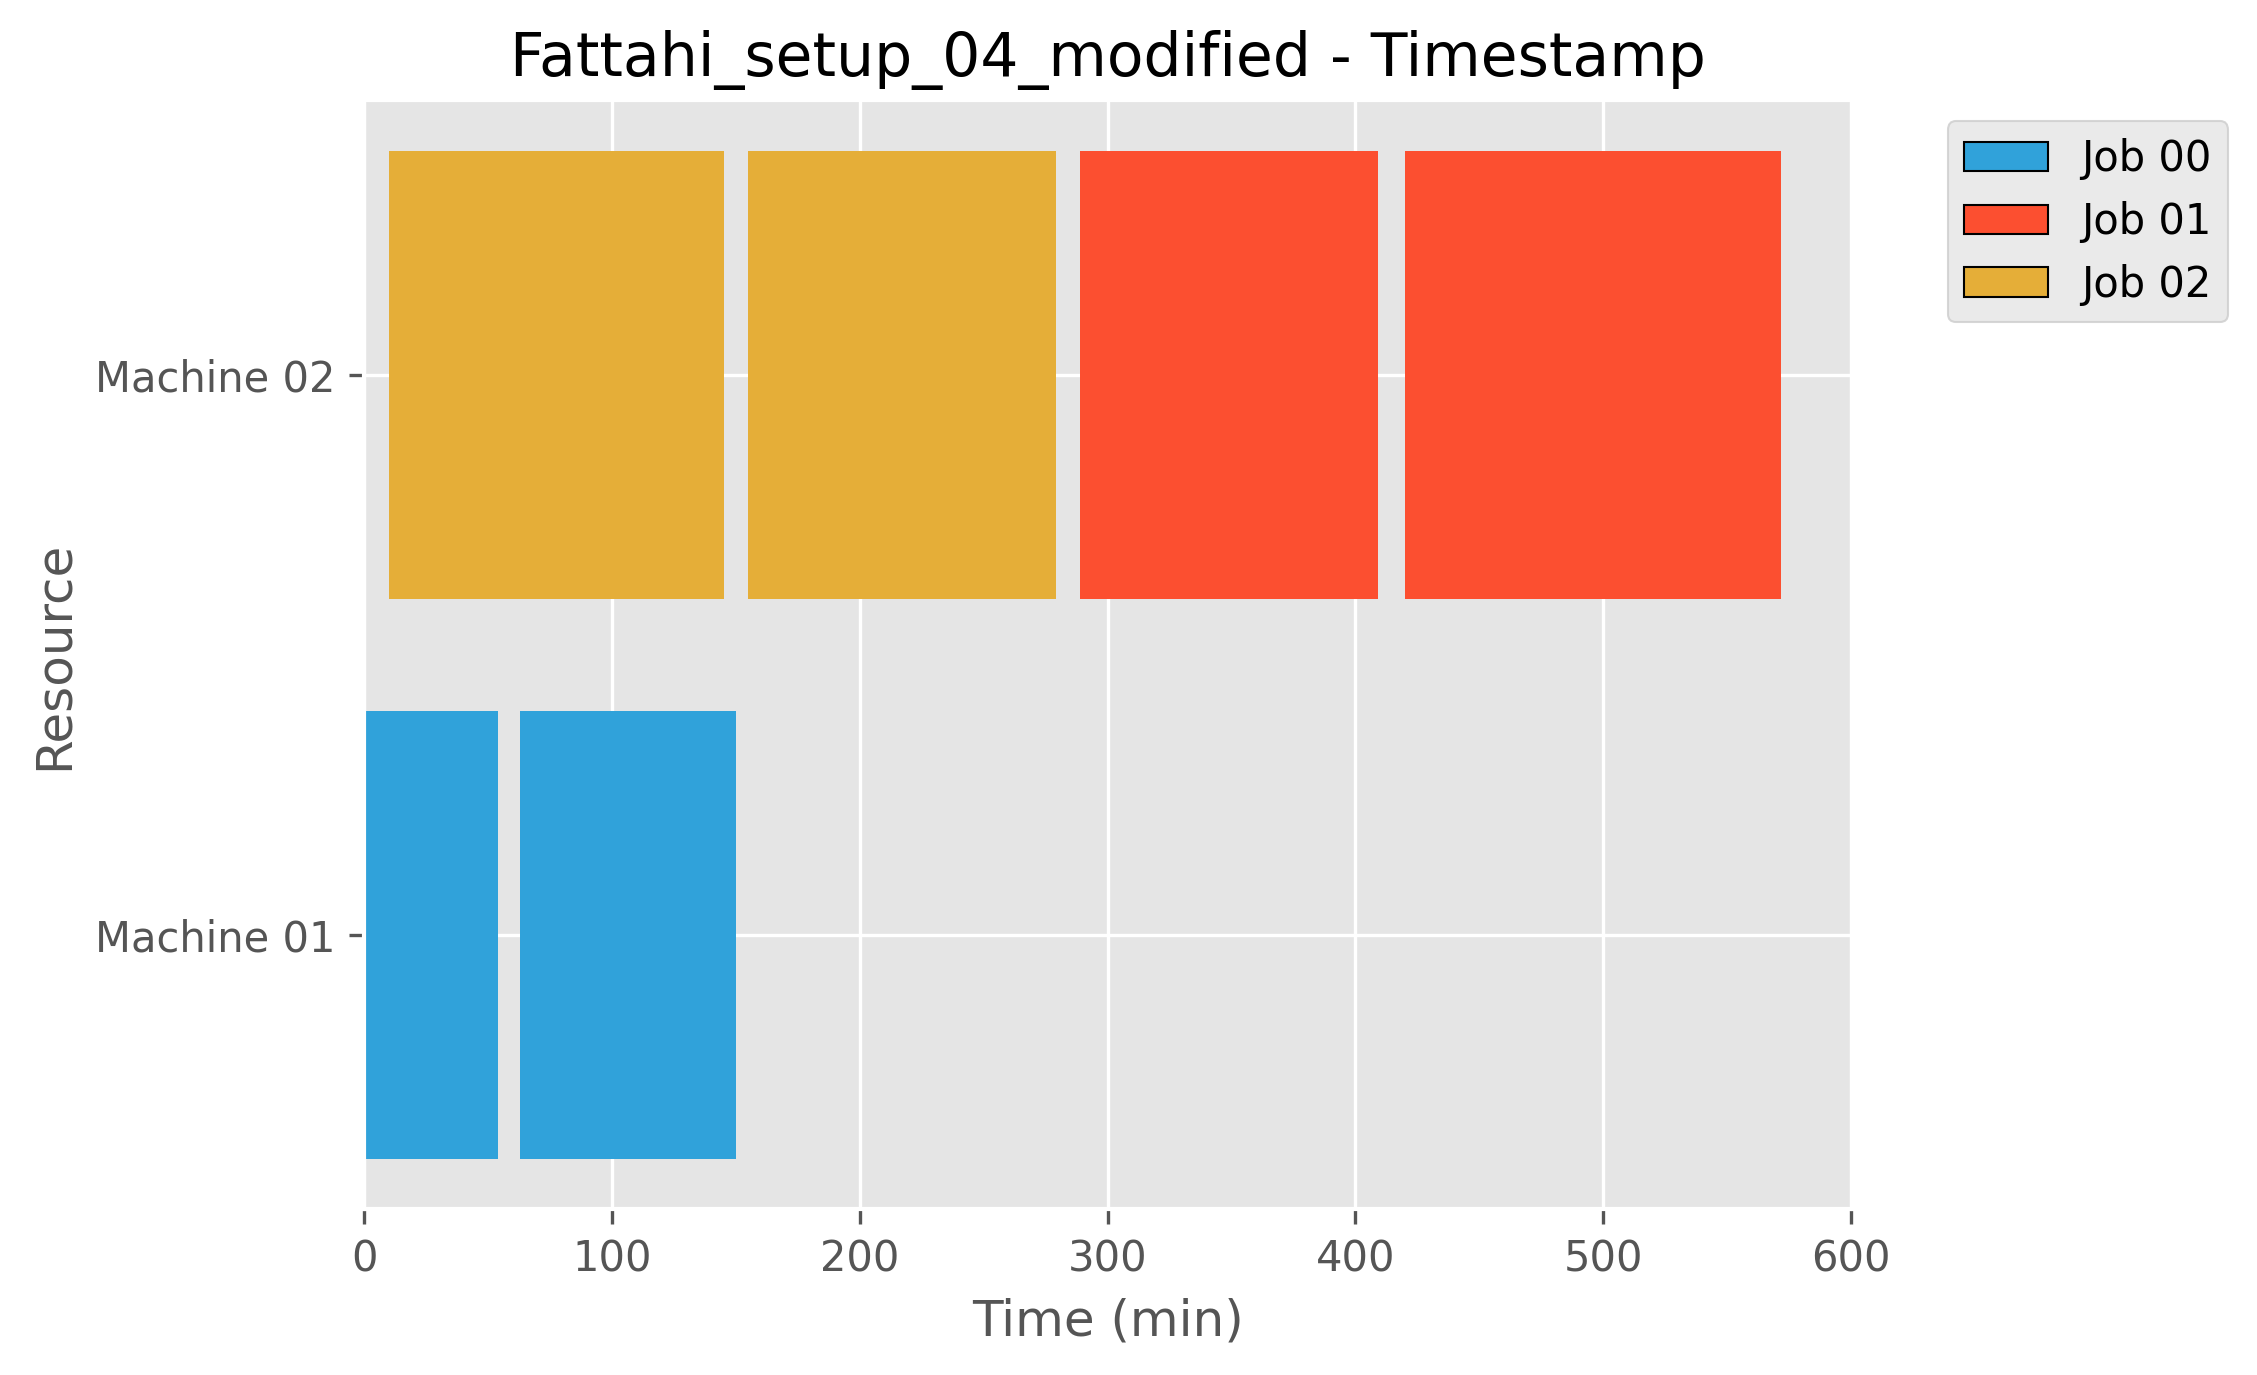 Fattahi_setup_04_modified - Timestamp
Job 00
Job 01
Job 02
Machine 02
Resource
Machine 01
0 100 200 300 400 500 600
Time (min)